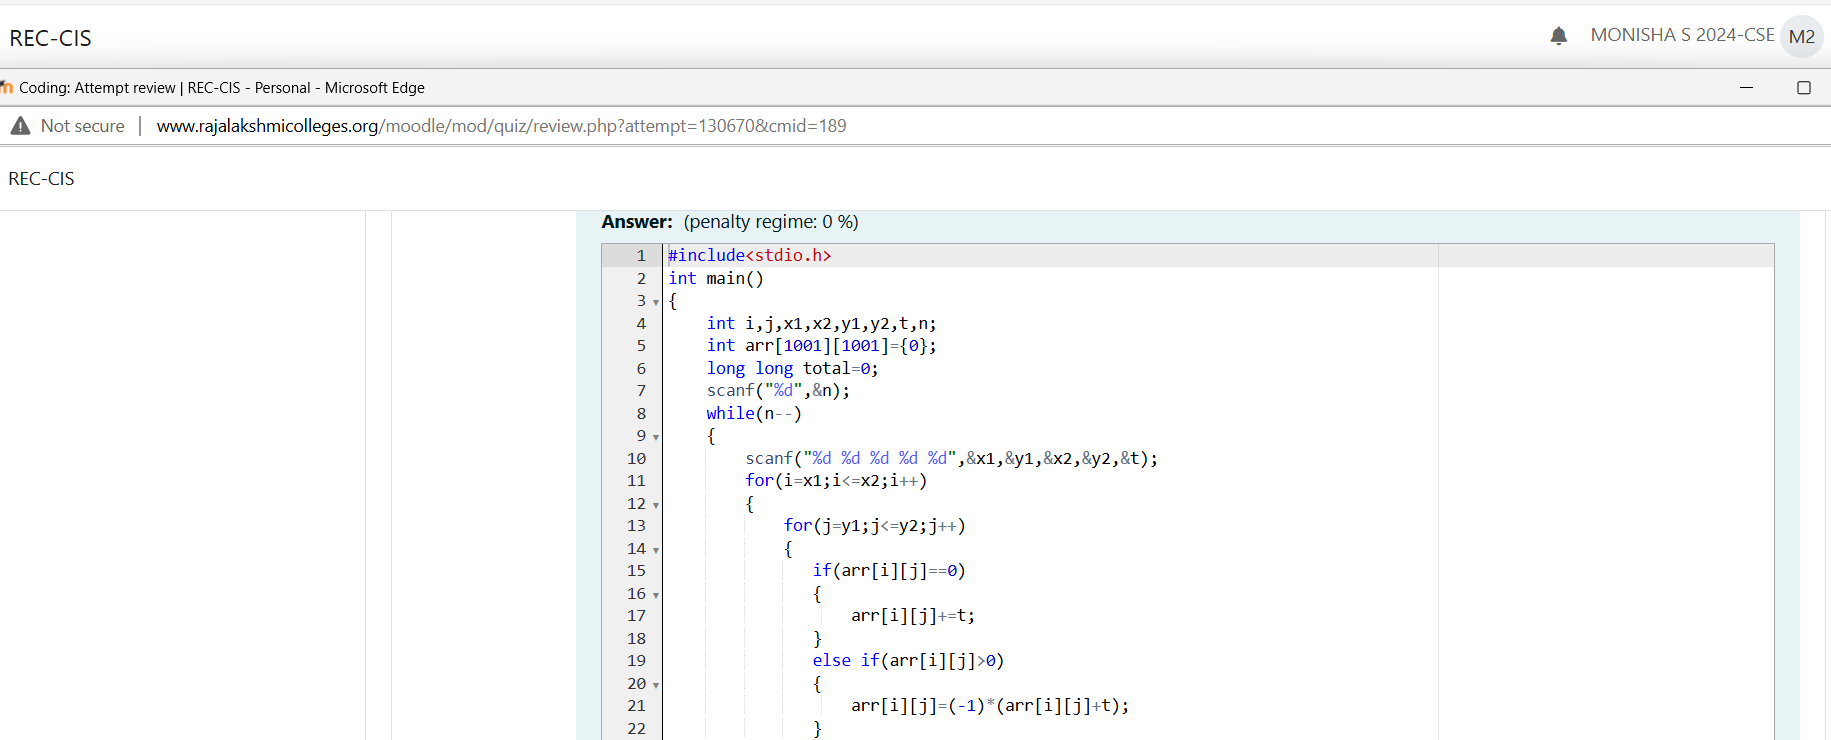 REC-CIS
MONISHA S 2024-CSE M2
Coding: Attempt review | REC-CIS - Personal - Microsoft Edge
Not secure | www.rajalakshmicolleges.org/moodle/mod/quiz/review.php?attempt=130670&cmid=189
REC-CIS
Answer: (penalty regime: 0 %)
1 #include<stdio.h>
2 int main()
3 {
4 int i,j,x1,x2,y1,y2,t,n;
5 int arr[1001][1001]={0};
6 long long total=0;
7 scanf("%d",&n);
8 while(n--)
9 {
10 scanf("%d %d %d %d %d",&x1,&y1,&x2,&y2,&t);
11 for(i=x1;i<=x2;i++)
12 {
13 for(j=y1;j<=y2;j++)
14 {
15 if(arr[i][j]==0)
16 {
17 arr[i][j]+=t;
18 }
19 else if(arr[i][j]>0)
20 {
21 arr[i][j]=(-1)*(arr[i][j]+t);
22 }